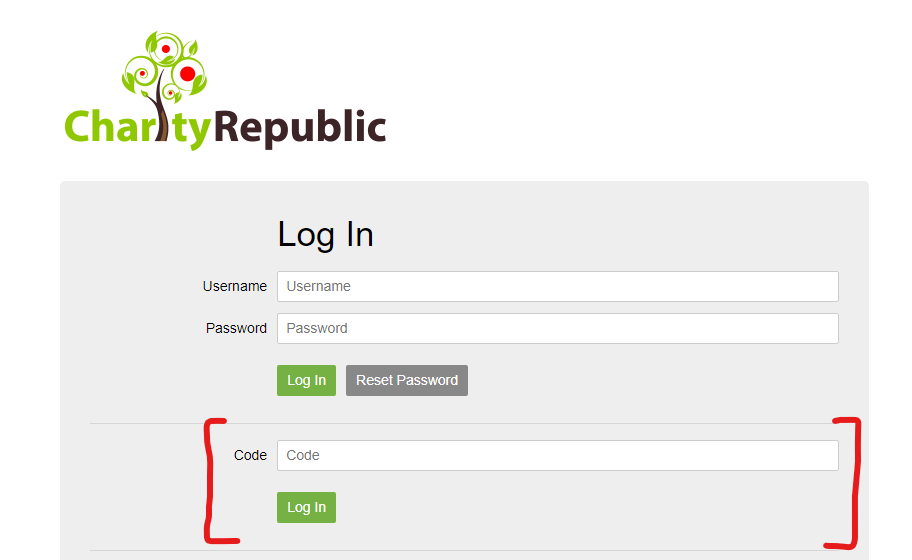 CharityRepublic
Log In
Username Username
Password Password
Log In Reset Password
Code Code
Log In